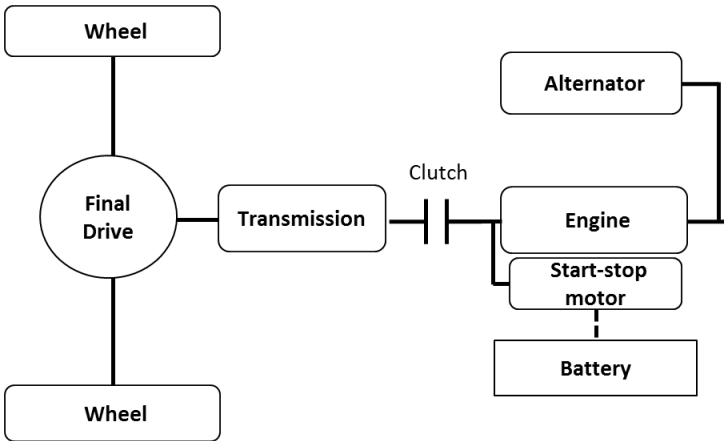 Wheel
Alternator
Clutch
Final
Drive
Transmission
Engine
Start-stop
motor
Battery
Wheel